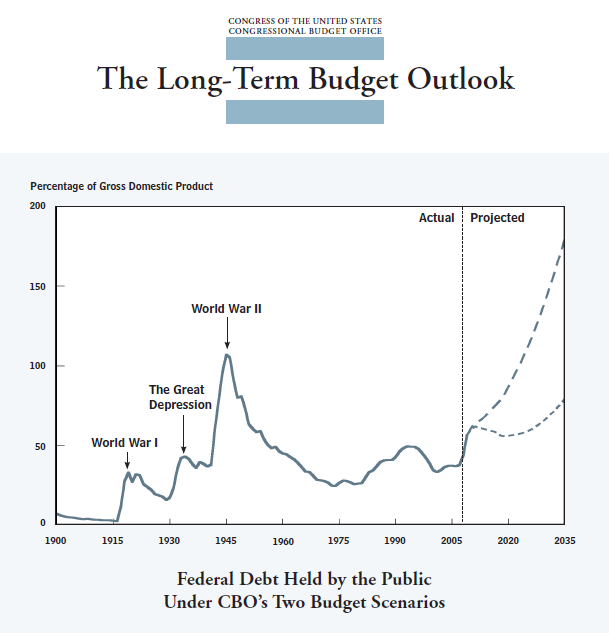 CONGRESS OF THE UNITED STATES
CONGRESSIONAL BUDGET OFFICE
The Long-Term Budget Outlook
Percentage of Gross Domestic Product
200
Actual
Projected
150
World War II
100
The Great
Depression
World War I
50
0
1900
1915
1930
1945
1960
1975
1990
2005
2020
2035
Federal Debt Held by the Public
Under CBO's Two Budget Scenarios